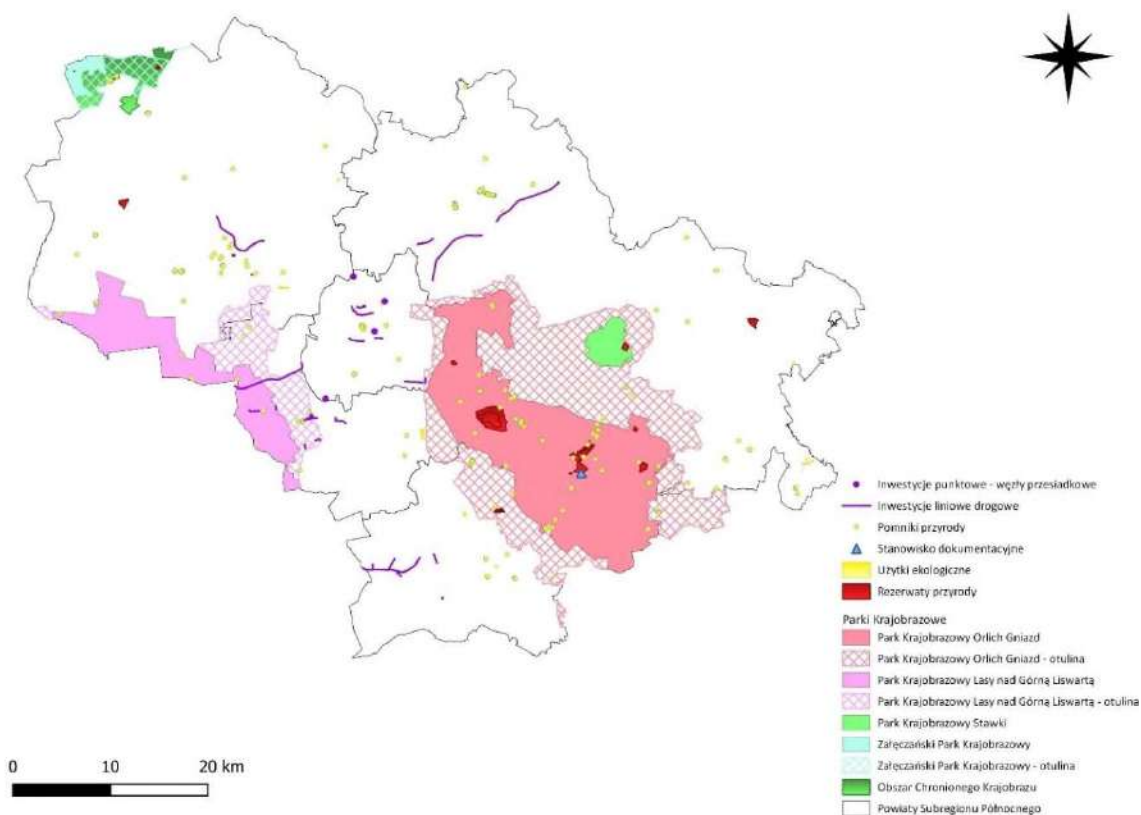 Inwestycje punktowe - węzły przesiadkowe
Inwestycje liniowe drogowe
Pomniki przyrody
Stanowisko dokumentacyjne
Użytki ekologiczne
Rezerwaty przyrody
Parki Krajobrazowe
Park Krajobrazowy Orlich Gniazd
Park Krajobrazowy Orlich Gniazd - otulina
Park Krajobrazowy Lasy nad Górną Liswartą
Park Krajobrazowy Lasy nad Górną Liswartą - otulina
Park Krajobrazowy Stawki
Załęczański Park Krajobrazowy
Załęczański Park Krajobrazowy - otulina
Obszar Chronionego Krajobrazu
Powiaty Subregionu Północnego
0 10 20 km